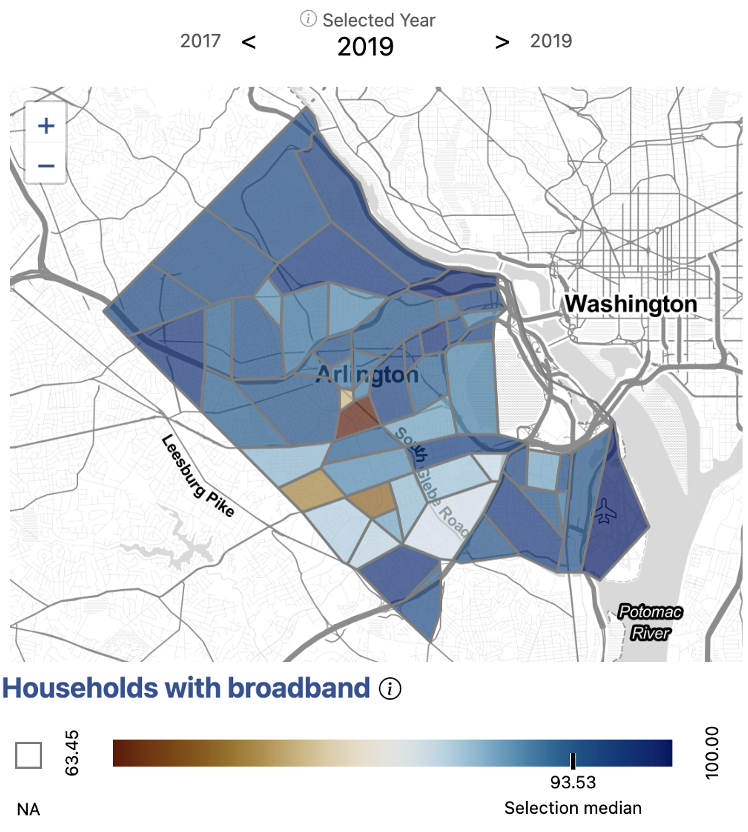 Selected Year
2017 < 2019 > 2019
+
−
Washington
Arlington
South Glebe Road
Leesburg Pike
Potomac
River
Households with broadband
63.45
100.00
93.53
NA
Selection median